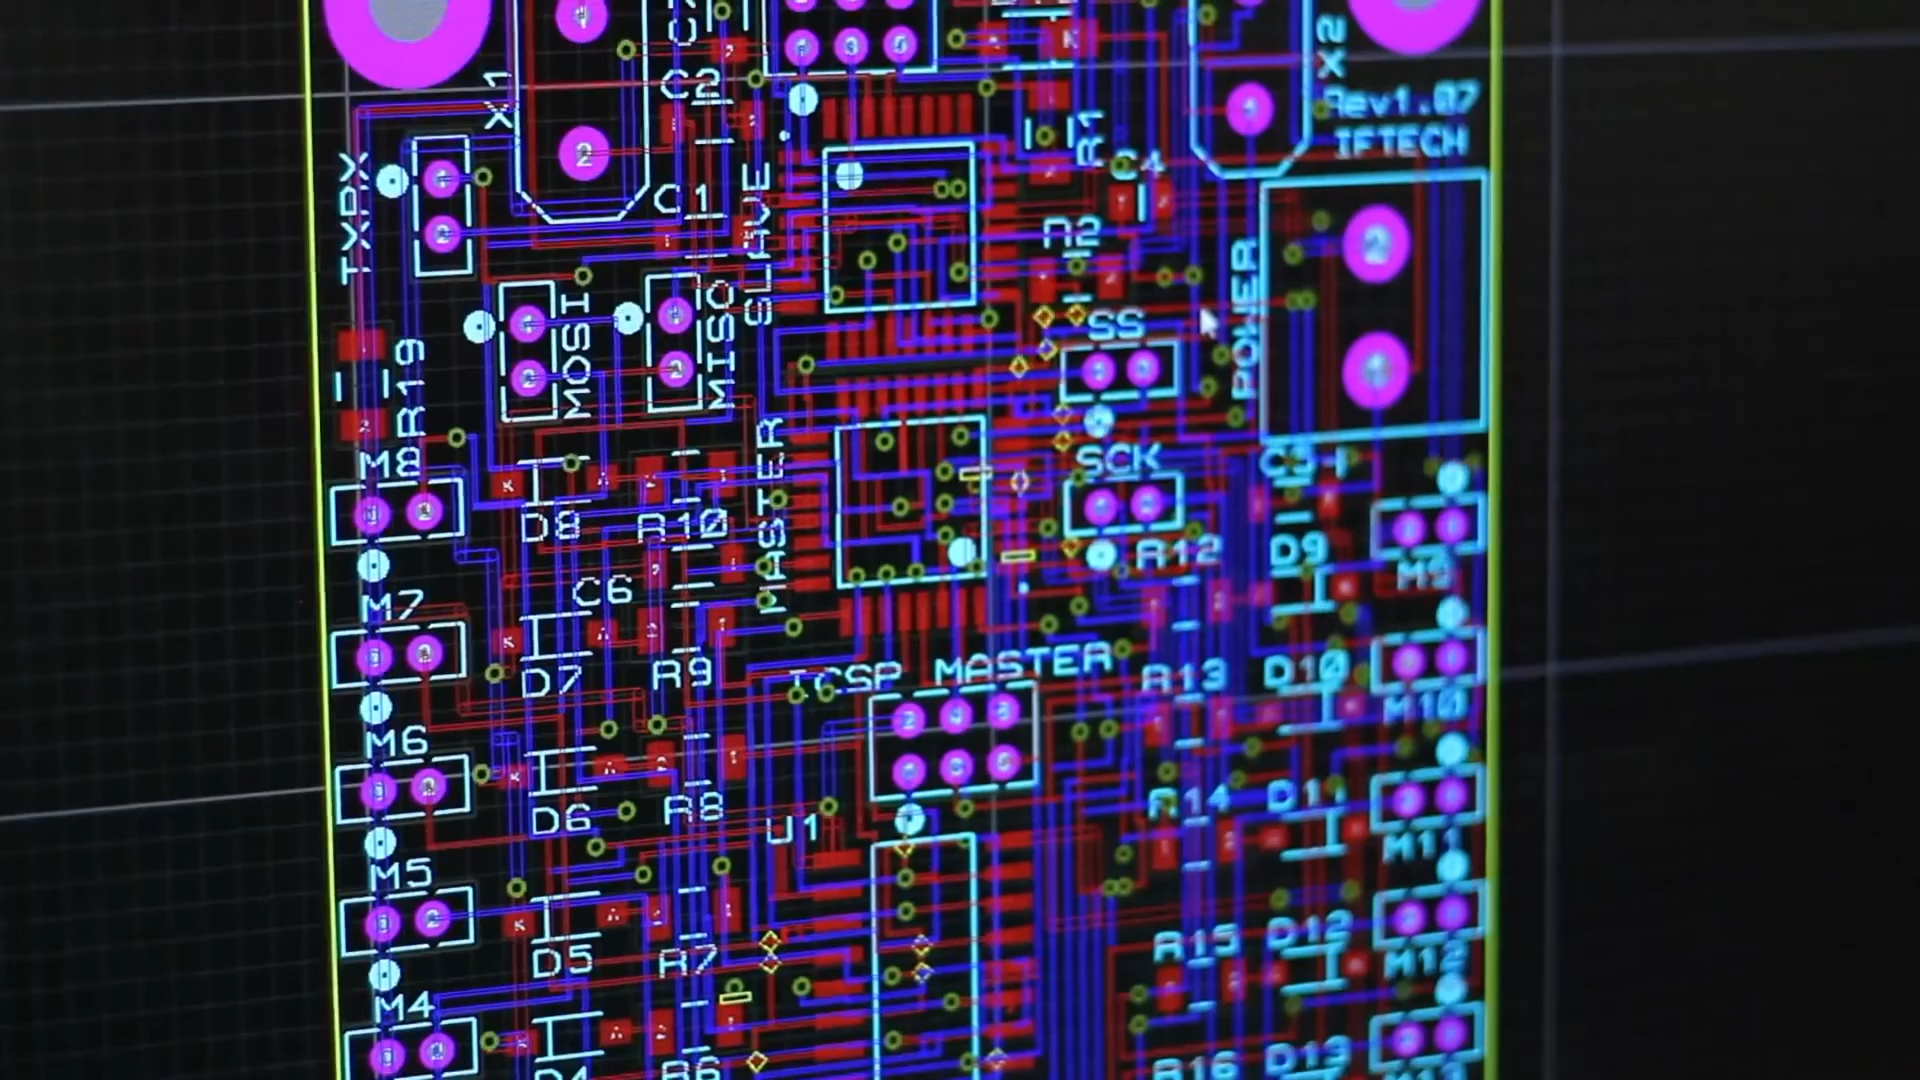 X1
C2
X2
Rev1.07
IFTECH
R1
C4
TXRX
C1
SLAVE
R2
POWER
MOSI
MISO
SS
R19
MASTER
M8
SCK
D8
R10
R12
D9
M9
C6
M7
D7
R9
ICSP MASTER
R13
D10
M10
M6
D6
R8
U1
R14
D11
M11
M5
D5
R7
R15
D12
M12
M4
D4
R6
R16
D13